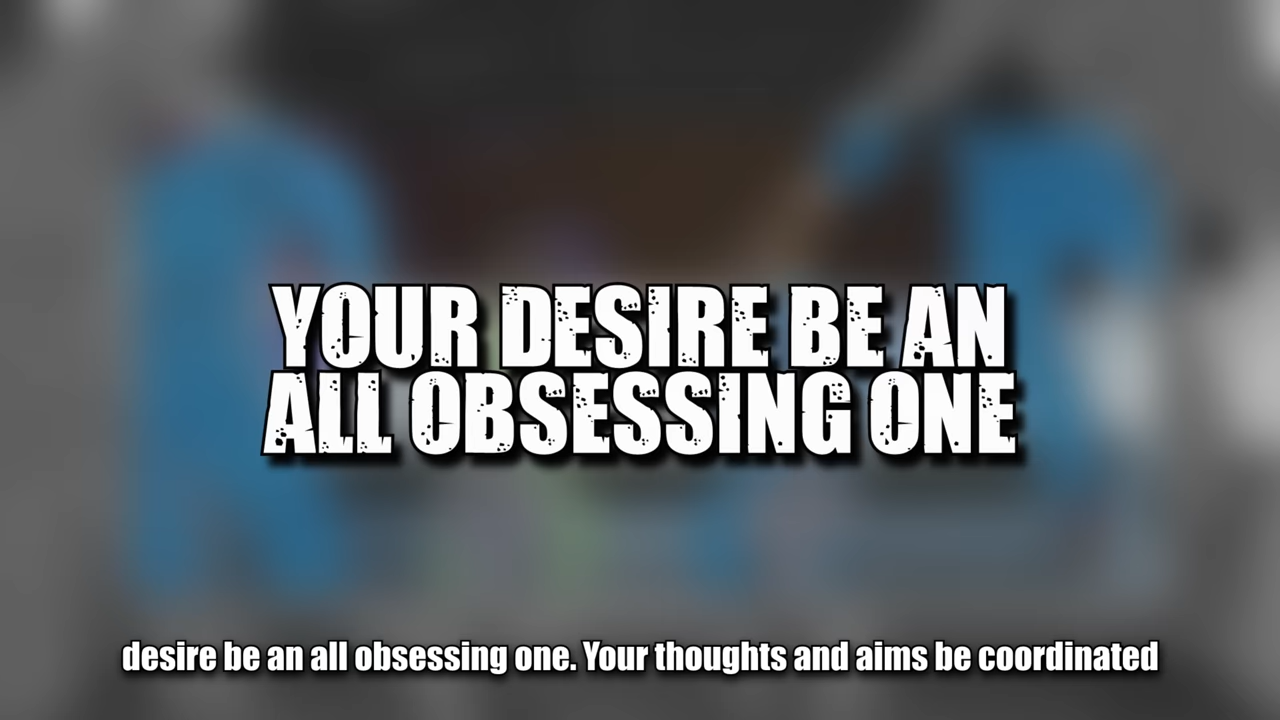 YOUR DESIRE BE AN
ALL OBSESSING ONE
desire be an all obsessing one. Your thoughts and aims be coordinated